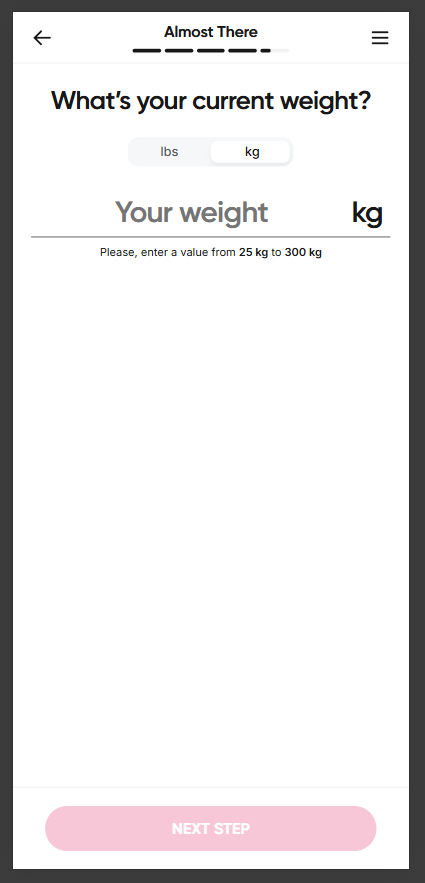 Almost There
What’s your current weight?
lbs kg
Your weight kg
Please, enter a value from 25 kg to 300 kg
NEXT STEP